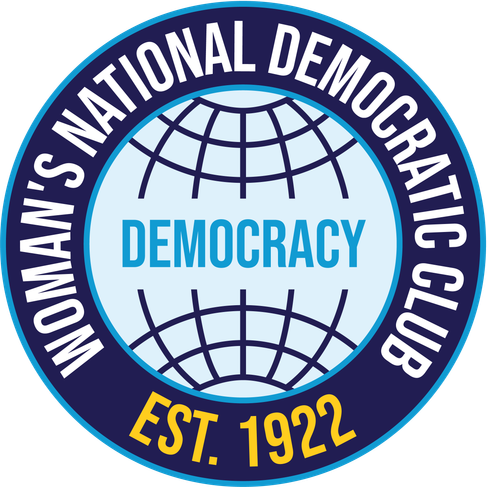 WOMAN'S NATIONAL DEMOCRATIC CLUB
DEMOCRACY
EST. 1922